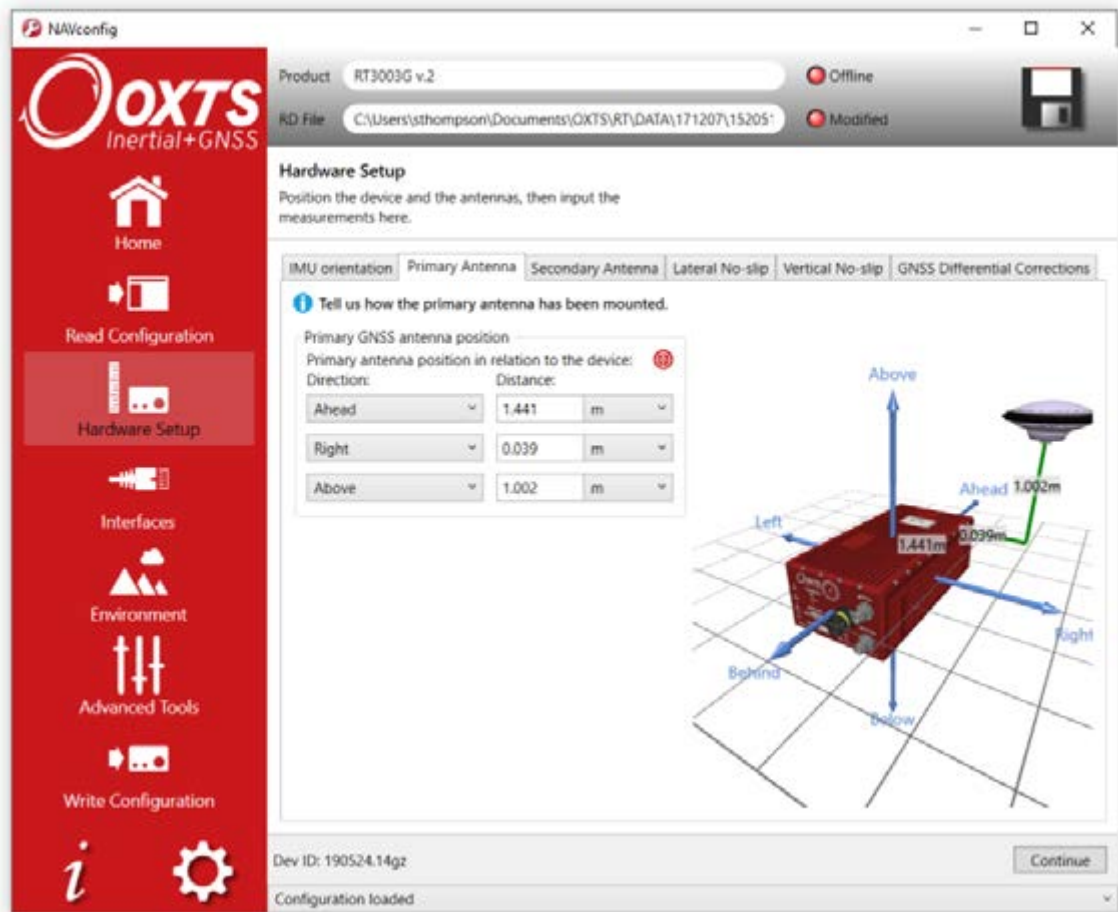 NAVconfig
OXTS
Inertial+GNSS
Product RT3003G v.2 Offline
RD File C:\Users\sthompson\Documents\OXTS\RT\DATA\171207\15205 Modified
Hardware Setup
Position the device and the antennas, then input the
measurements here.
Home
Read Configuration
Hardware Setup
Interfaces
Environment
Advanced Tools
Write Configuration
IMU orientation Primary Antenna Secondary Antenna Lateral No-slip Vertical No-slip GNSS Differential Corrections
Tell us how the primary antenna has been mounted.
Primary GNSS antenna position
Primary antenna position in relation to the device:
Direction: Distance:
Ahead 1.441 m
Right 0.039 m
Above 1.002 m
Above
Ahead 1.002m
Left
1.441m 0.039m
OXTS
Right
Behind
Below
Dev ID: 190524.14gz
Continue
Configuration loaded